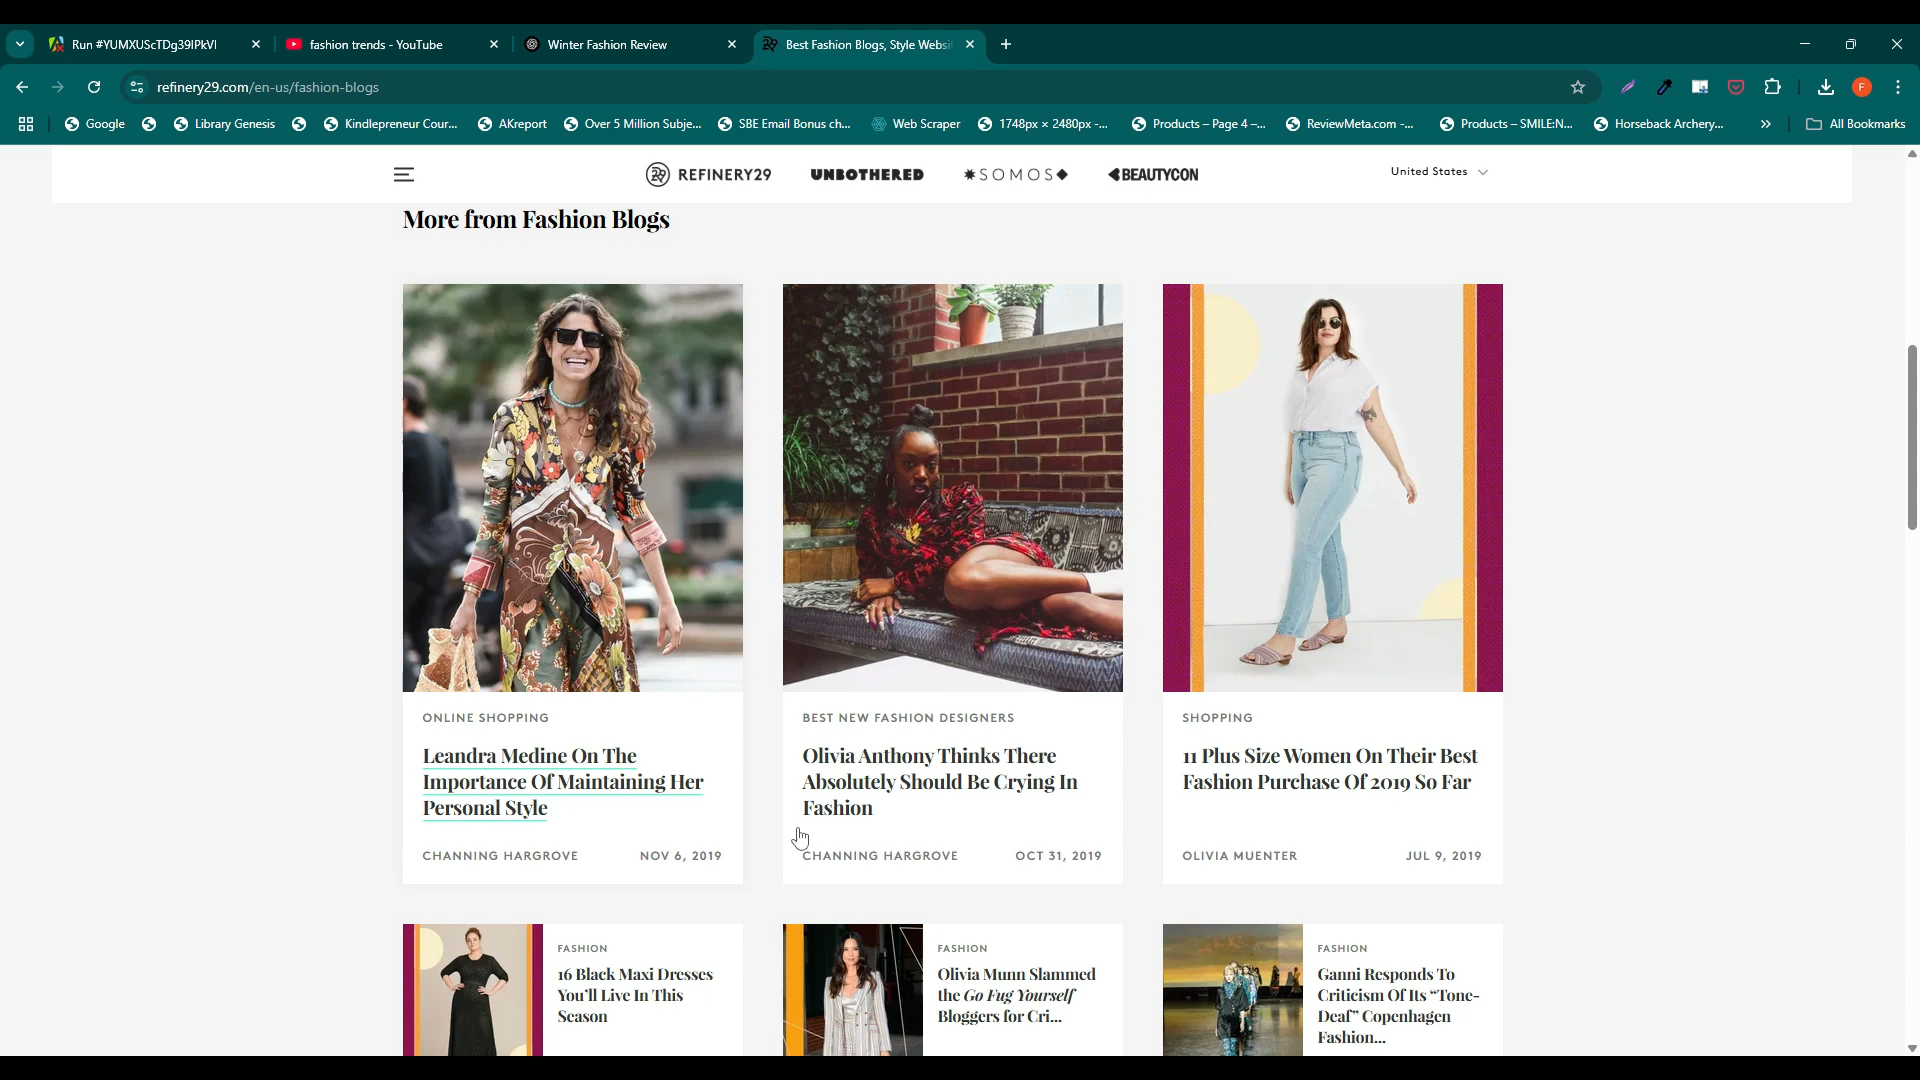 Run #YUMXUScTDg39IPkVI
fashion trends - YouTube
Winter Fashion Review
Best Fashion Blogs, Style Websi
refinery29.com/en-us/fashion-blogs
F
Google
Library Genesis
Kindlepreneur Cour...
AKreport
Over 5 Million Subje...
SBE Email Bonus ch...
Web Scraper
1748px × 2480px -...
Products – Page 4 –...
ReviewMeta.com -...
Products – SMILE:N...
Horseback Archery...
»
All Bookmarks
REFINERY29
UNBOTHERED
SOMOS
BEAUTYCON
United States
More from Fashion Blogs
ONLINE SHOPPING
Leandra Medine On The
Importance Of Maintaining Her
Personal Style
CHANNING HARGROVE NOV 6, 2019
BEST NEW FASHION DESIGNERS
Olivia Anthony Thinks There
Absolutely Should Be Crying In
Fashion
CHANNING HARGROVE OCT 31, 2019
SHOPPING
11 Plus Size Women On Their Best
Fashion Purchase Of 2019 So Far
OLIVIA MUENTER JUL 9, 2019
FASHION
16 Black Maxi Dresses
You'll Live In This
Season
FASHION
Olivia Munn Slammed
the Go Fug Yourself
Bloggers for Cri...
FASHION
Ganni Responds To
Criticism Of Its “Tone-
Deaf” Copenhagen
Fashion...